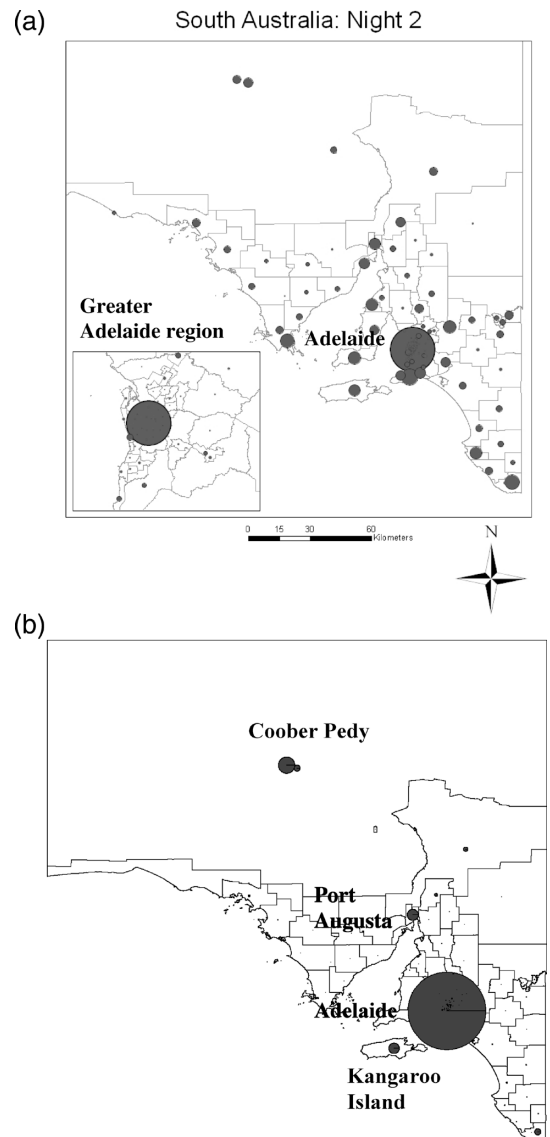 (a)
South Australia: Night 2
Greater
Adelaide region
Adelaide
0 15 30 60
Kilometers
N
(b)
Coober Pedy
Port
Augusta
Adelaide
Kangaroo
Island